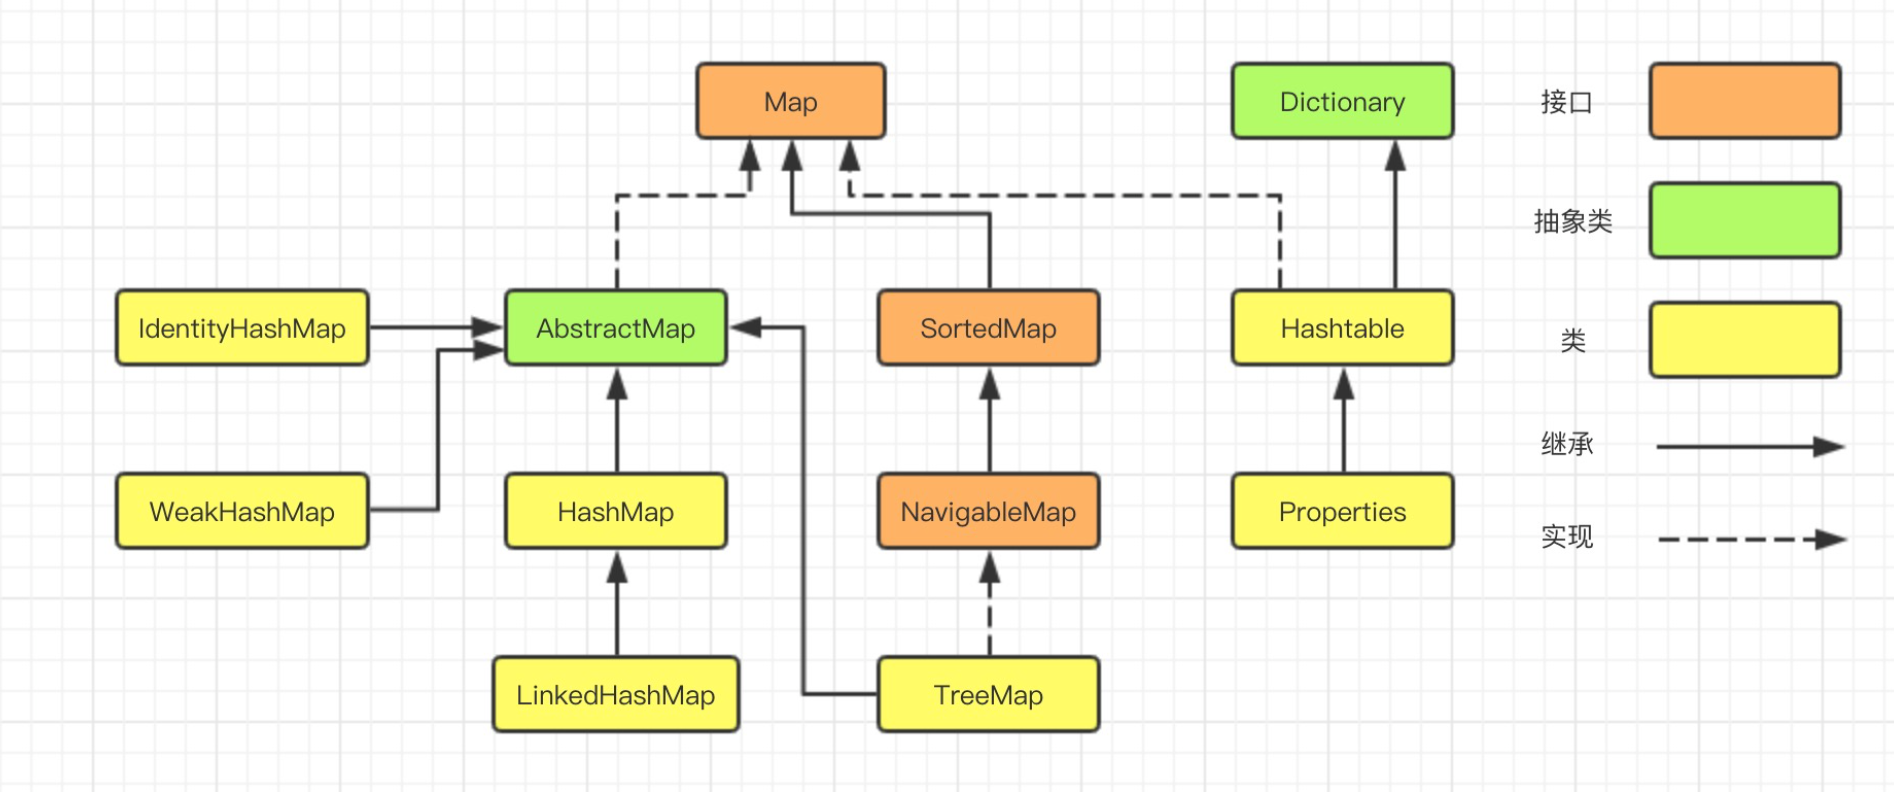 Map
Dictionary
接口
抽象类
IdentityHashMap
AbstractMap
SortedMap
Hashtable
类
继承
WeakHashMap
HashMap
NavigableMap
Properties
实现
LinkedHashMap
TreeMap